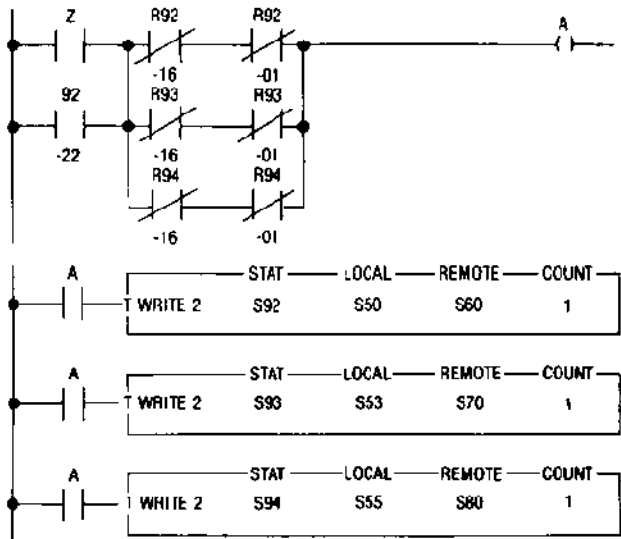 Z R92 R92 A
-16 -01
92 R93 R93
-22 -16 -01
R94 R94
-16 -01
A STAT LOCAL REMOTE COUNT
T WRITE 2 S92 S50 S60 1
A STAT LOCAL REMOTE COUNT
T WRITE 2 S93 S53 S70 1
A STAT LOCAL REMOTE COUNT
T WRITE 2 S94 S55 S80 1